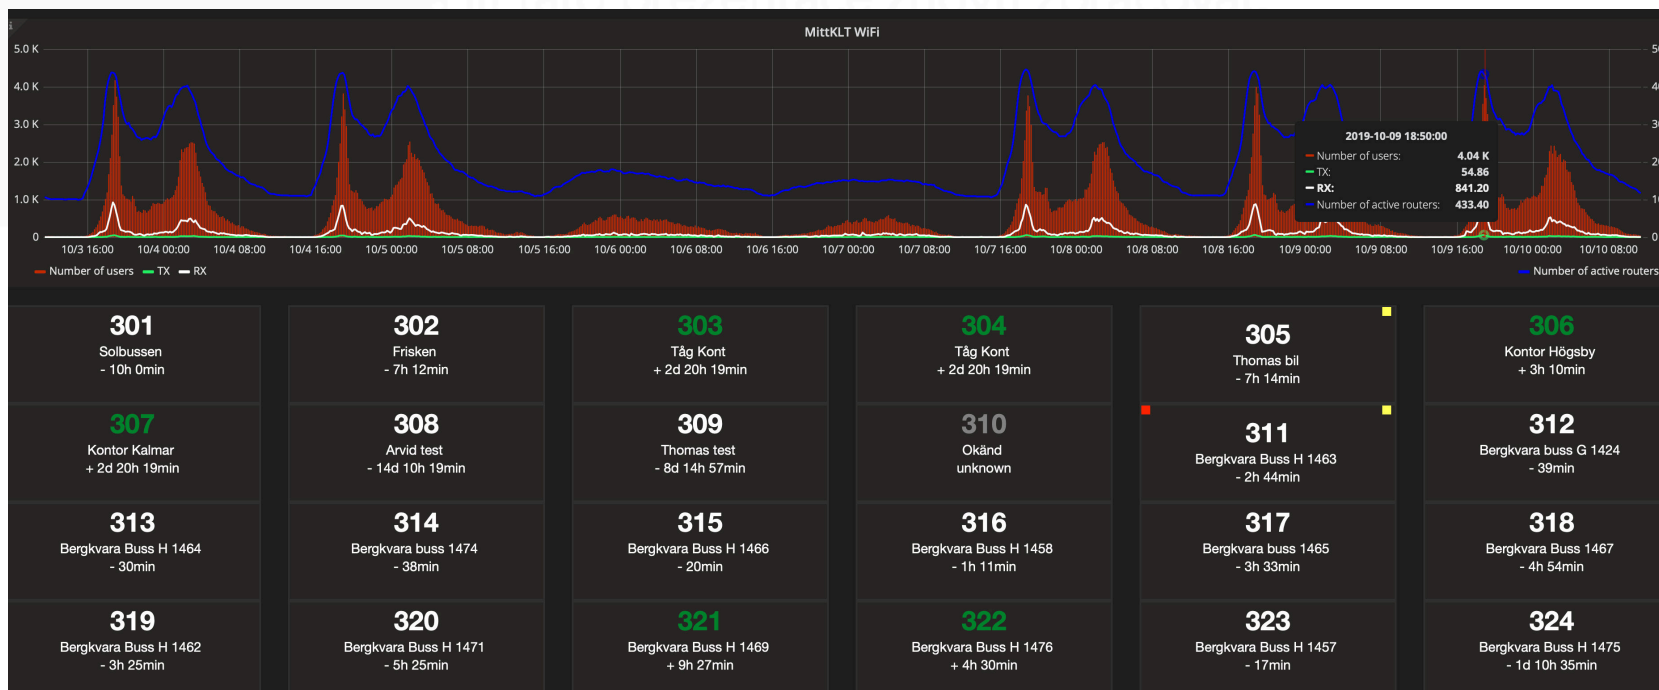 MittKLT WiFi
5.0 K
4.0 K
3.0 K
2.0 K
1.0 K
0
2019-10-09 18:50:00
Number of users: 4.04 K
TX: 54.86
RX: 841.20
Number of active routers: 433.40
10/3 16:00 10/4 00:00 10/4 08:00 10/4 16:00 10/5 00:00 10/5 08:00 10/5 16:00 10/6 00:00 10/6 08:00 10/6 16:00 10/7 00:00 10/7 08:00 10/7 16:00 10/8 00:00 10/8 08:00 10/8 16:00 10/9 00:00 10/9 08:00 10/9 16:00 10/10 00:00 10/10 08:00
Number of users TX RX Number of active routers
301
Solbussen
- 10h 0min
302
Frisken
- 7h 12min
303
Tåg Kont
+ 2d 20h 19min
304
Tåg Kont
+ 2d 20h 19min
305
Thomas bil
- 7h 14min
306
Kontor Högsby
+ 3h 10min
307
Kontor Kalmar
+ 2d 20h 19min
308
Arvid test
- 14d 10h 19min
309
Thomas test
- 8d 14h 57min
310
Okänd
unknown
311
Bergkvara Buss H 1463
- 2h 44min
312
Bergkvara buss G 1424
- 39min
313
Bergkvara Buss H 1464
- 30min
314
Bergkvara buss 1474
- 38min
315
Bergkvara Buss H 1466
- 20min
316
Bergkvara Buss H 1458
- 1h 11min
317
Bergkvara buss 1465
- 3h 33min
318
Bergkvara Buss 1467
- 4h 54min
319
Bergkvara Buss H 1462
- 3h 25min
320
Bergkvara Buss H 1471
- 5h 25min
321
Bergkvara Buss H 1469
+ 9h 27min
322
Bergkvara Buss H 1476
+ 4h 30min
323
Bergkvara Buss H 1457
- 17min
324
Bergkvara Buss H 1475
- 1d 10h 35min